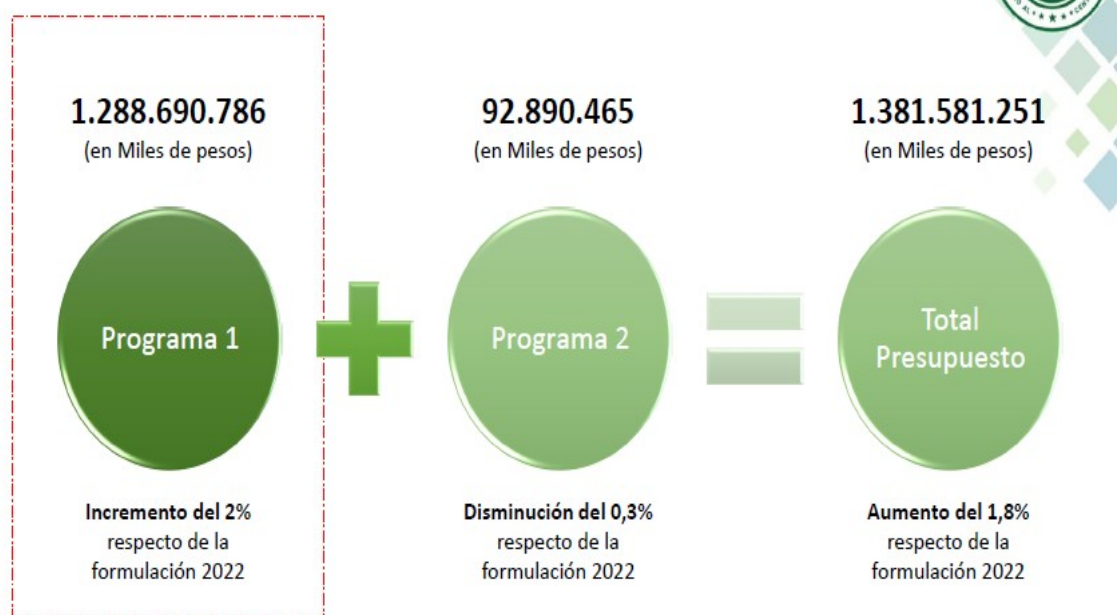 1.288.690.786
(en Miles de pesos)
Programa 1
Incremento del 2%
respecto de la
formulación 2022
92.890.465
(en Miles de pesos)
Programa 2
Disminución del 0,3%
respecto de la
formulación 2022
1.381.581.251
(en Miles de pesos)
Total
Presupuesto
Aumento del 1,8%
respecto de la
formulación 2022